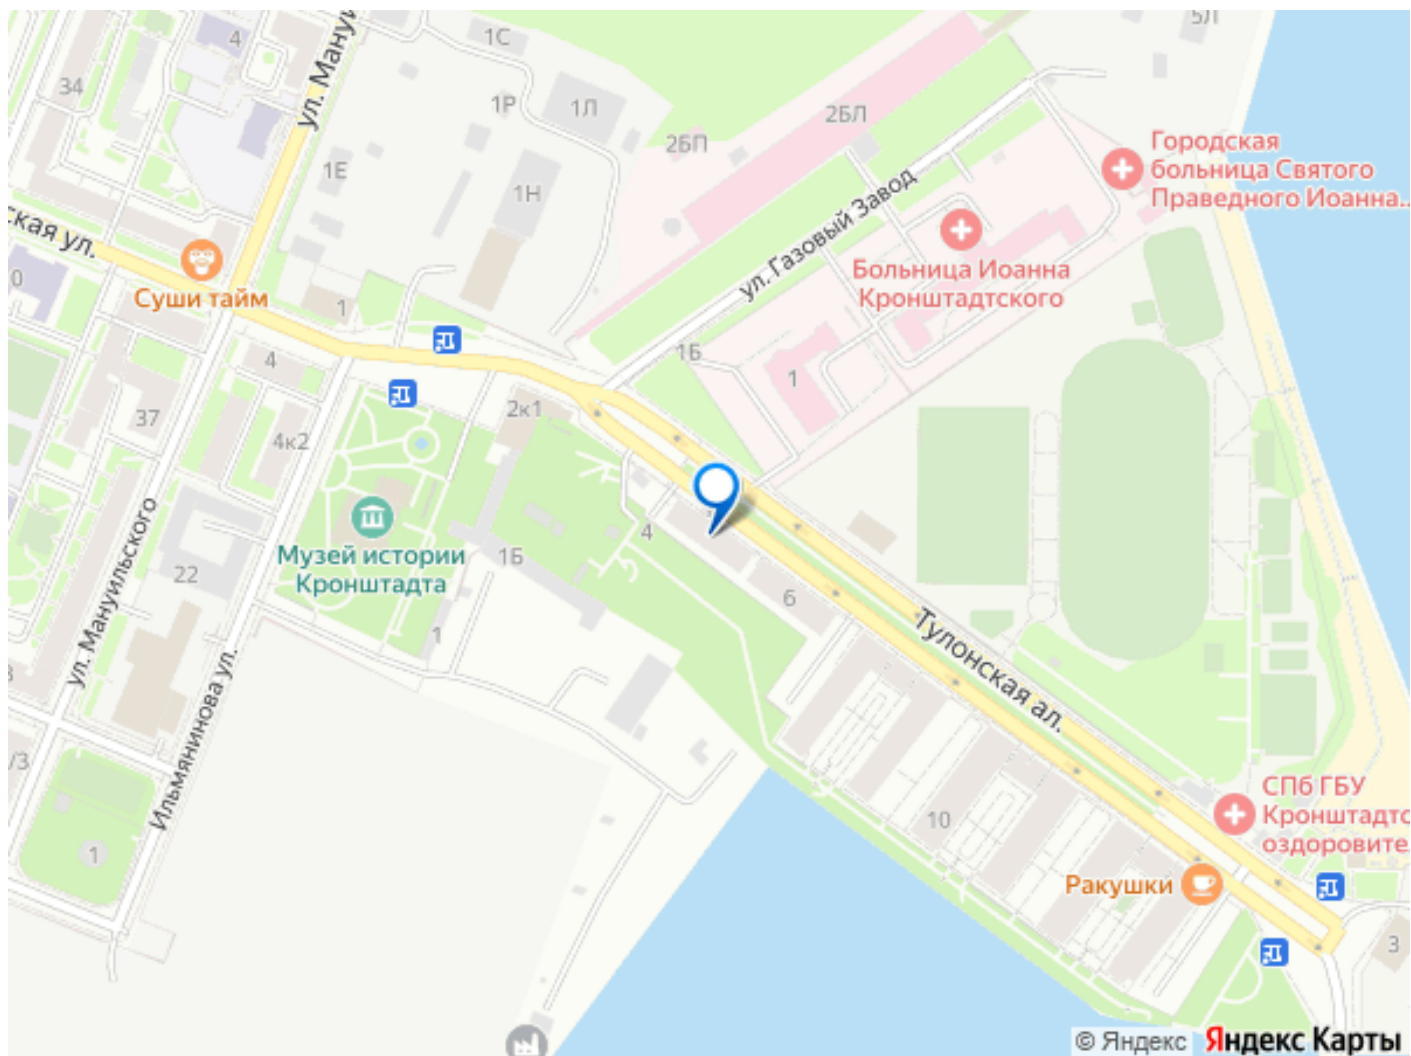 5Л
1С
4
34
ул. Мануи
1Р
1Л
2БЛ
2БП
Городская
больница Святого
Праведного Иоанна..
1Е
1Н
ул. Газовый Завод
ская ул.
0
Суши тайм
1
Больница Иоанна
Кронштадтского
4
1Б
1
37
4к2
2к1
Музей истории
Кронштадта
22
1Б
4
6
1
ул. Мануильского
Ильмянинова ул.
Тулонская ал.
/3
1
10
СПб ГБУ
Кронштадтс
оздоровите
Ракушки
3
© Яндекс Яндекс Карты